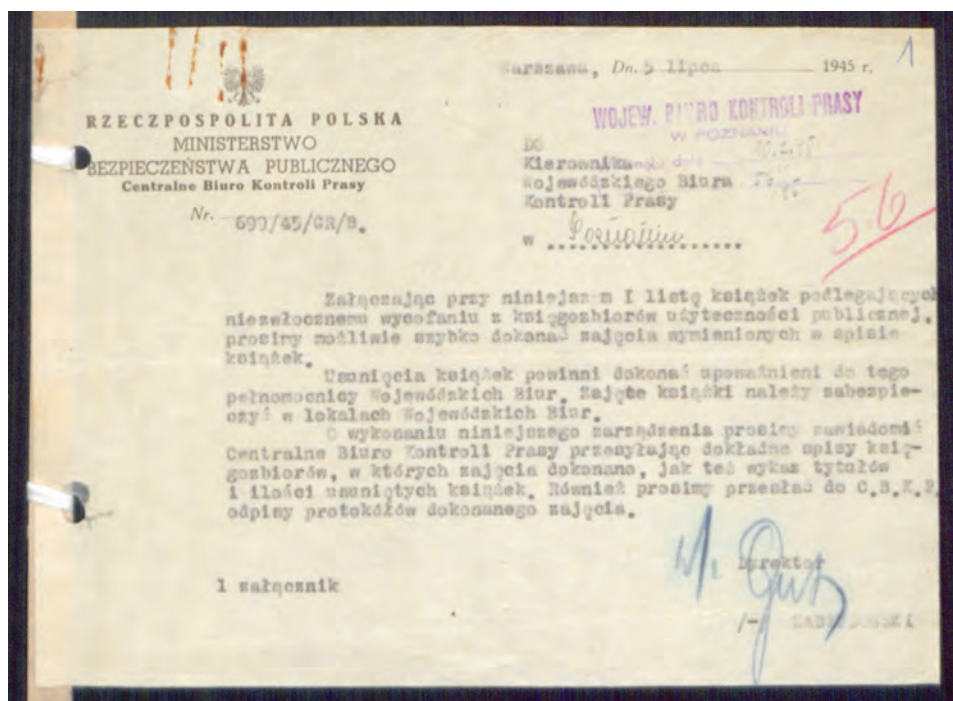 1
Warszawa, Dn. 5 lipca 1945 r.
RZECZPOSPOLITA POLSKA
MINISTERSTWO
BEZPIECZEŃSTWA PUBLICZNEGO
Centralne Biuro Kontroli Prasy
Nr. 690/45/GR/B.
WOJEW. BIURO KONTROLI PRASY
W POZNANIU
DO
Kierownika
Wojewódzkiego Biura
Kontroli Prasy
w Poznaniu
56
Załączając przy niniejszem I listę książek podlegających
niezwłocznemu wycofaniu z księgozbiorów użyteczności publicznej,
prosimy możliwie szybko dokonać zajęcia wymienionych w spisie
książek.
Usunięcia książek powinni dokonać upoważnieni do tego
pełnomocnicy Wojewódzkich Biur. Zajęte książki należy zabezpie-
czyć w lokalach Wojewódzkich Biur.
O wykonaniu niniejszego zarządzenia prosimy zawiadomić
Centralne Biuro Kontroli Prasy przesyłając dokładne spisy księ-
gozbiorów, w których zajęcia dokonano, jak też wykaz tytułów
i ilości usuniętych książek. Również prosimy przesłać do C.B.K.P.
odpisy protokółów dokonanego zajęcia.
Dyrektor
1 załącznik
/-/